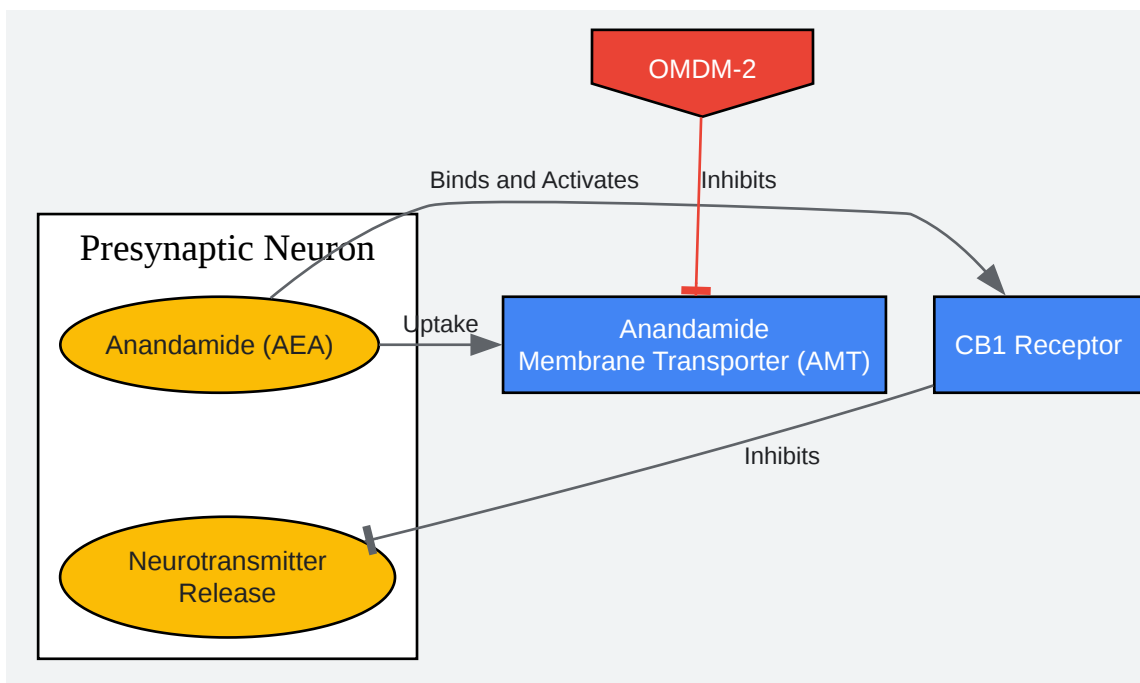 OMDM-2
Binds and Activates
Inhibits
Presynaptic Neuron
Anandamide (AEA)
Uptake
Anandamide
Membrane Transporter (AMT)
CB1 Receptor
Inhibits
Neurotransmitter
Release